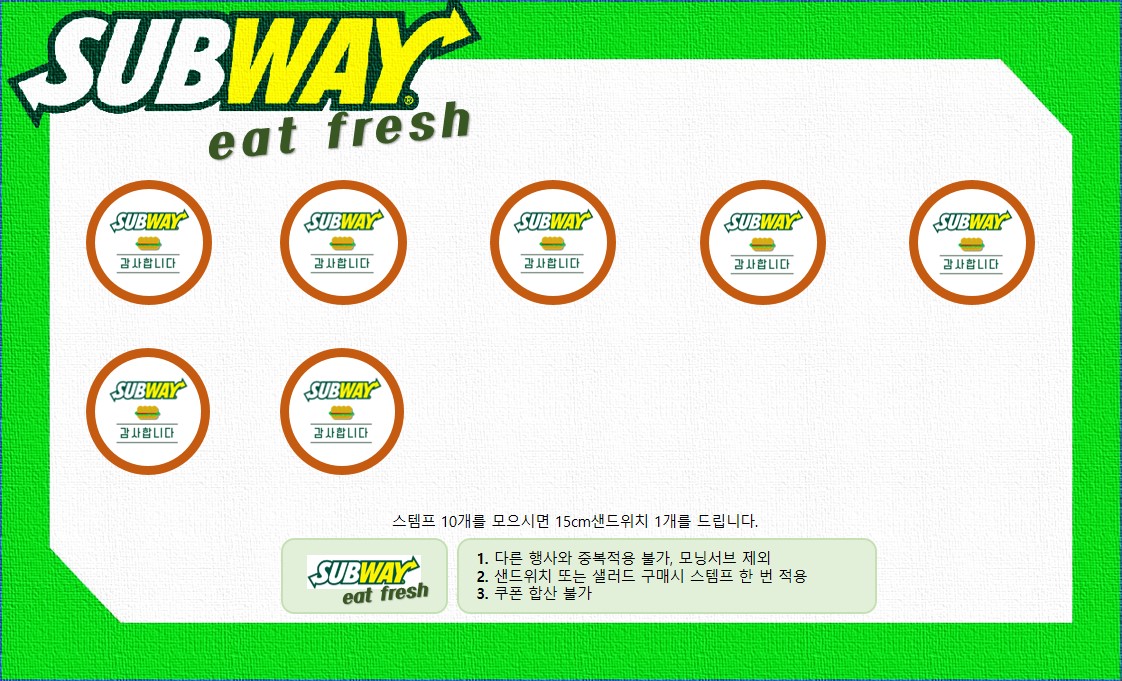 SUBWAY®
eat fresh
SUBWAY
감사합니다
SUBWAY
감사합니다
SUBWAY
감사합니다
SUBWAY
감사합니다
SUBWAY
감사합니다
SUBWAY
감사합니다
SUBWAY
감사합니다
스템프 10개를 모으시면 15cm샌드위치 1개를 드립니다.
SUBWAY
eat fresh
1. 다른 행사와 중복적용 불가, 모닝서브 제외
2. 샌드위치 또는 샐러드 구매시 스템프 한 번 적용
3. 쿠폰 합산 불가